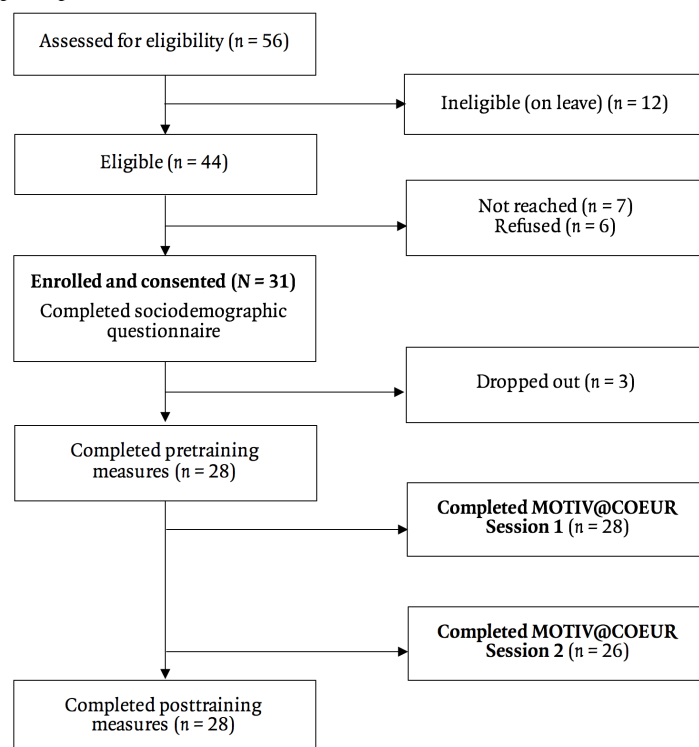 Assessed for eligibility (n = 56)
Ineligible (on leave) (n = 12)
Eligible (n = 44)
Not reached (n = 7)
Refused (n = 6)
Enrolled and consented (N = 31)
Completed sociodemographic
questionnaire
Dropped out (n = 3)
Completed pretraining
measures (n = 28)
Completed MOTIV@COEUR
Session 1 (n = 28)
Completed MOTIV@COEUR
Session 2 (n = 26)
Completed posttraining
measures (n = 28)